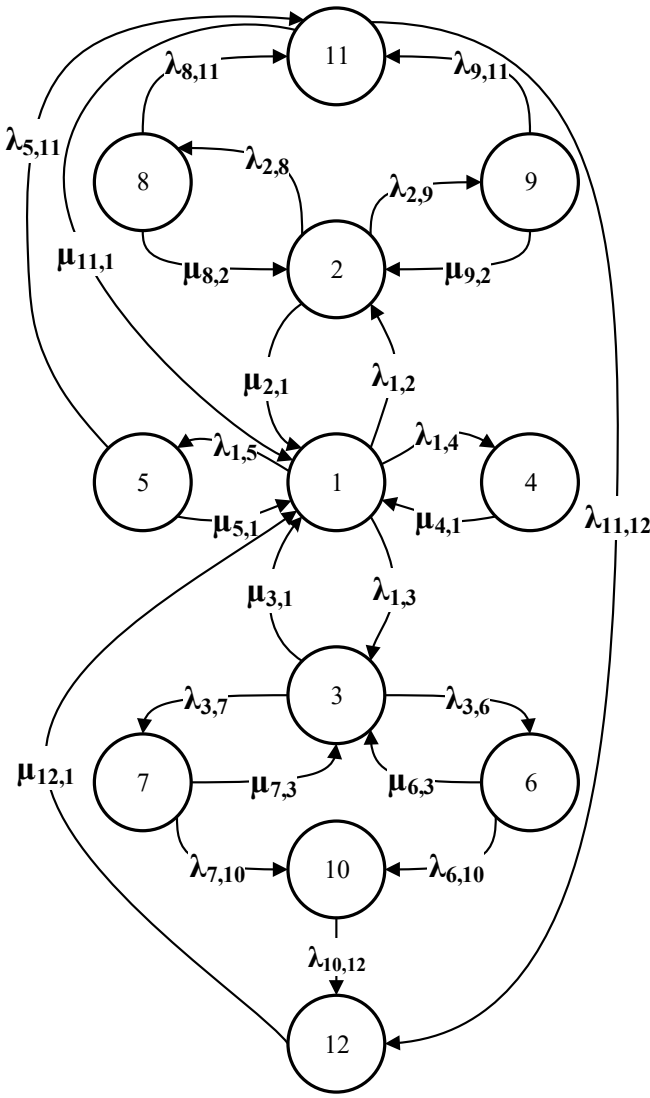 11
λ8,11
λ9,11
λ5,11
8
λ2,8
λ2,9
9
μ11,1
μ8,2
2
μ9,2
μ2,1
λ1,2
5
λ1,5
1
λ1,4
4
μ5,1
μ4,1
λ11,12
μ3,1
λ1,3
λ3,7
3
λ3,6
μ12,1
7
μ7,3
μ6,3
6
λ7,10
10
λ6,10
λ10,12
12